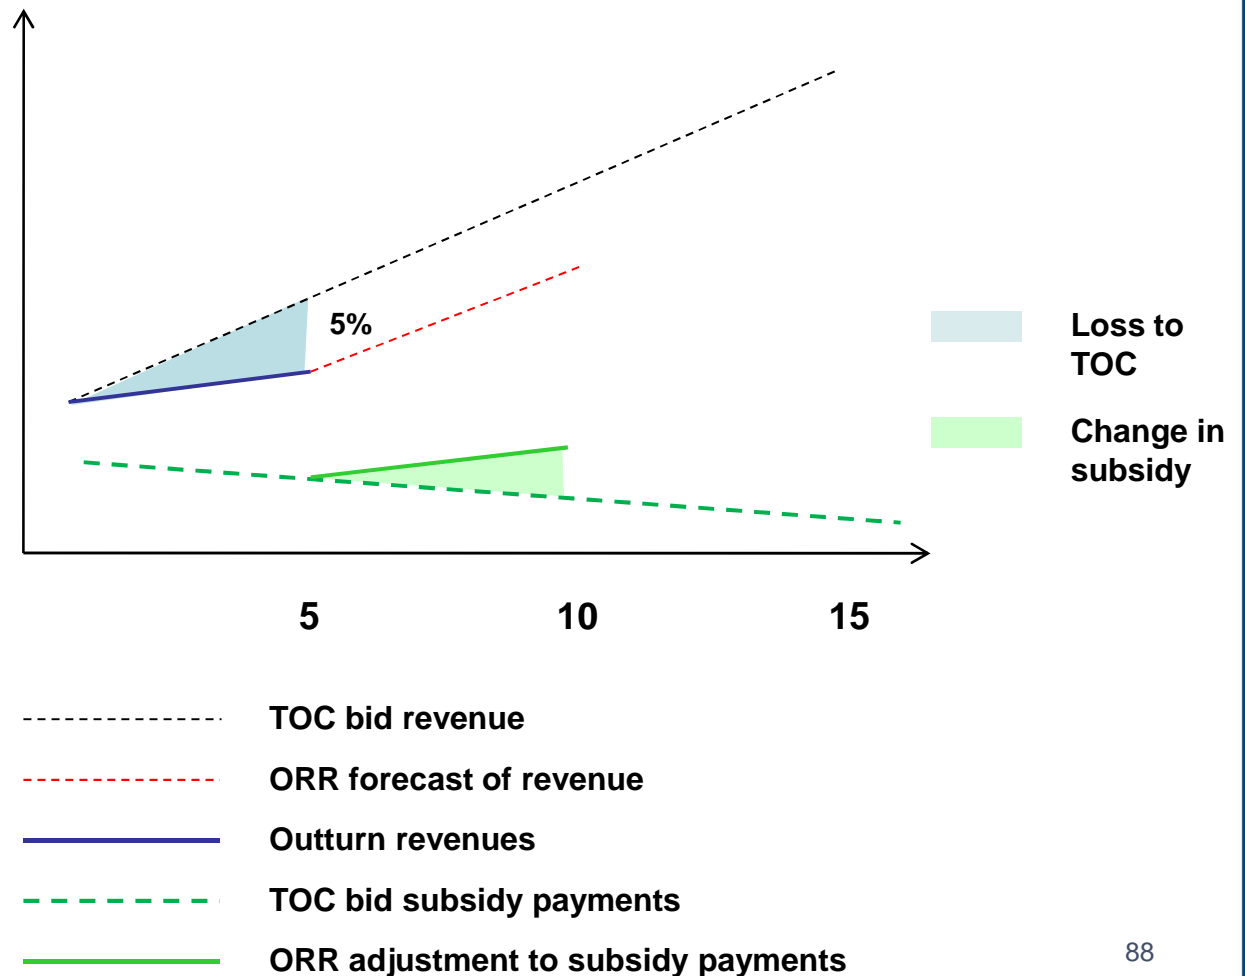 5%
Loss to
TOC
Change in
subsidy
5
10
15
TOC bid revenue
ORR forecast of revenue
Outturn revenues
TOC bid subsidy payments
ORR adjustment to subsidy payments
88